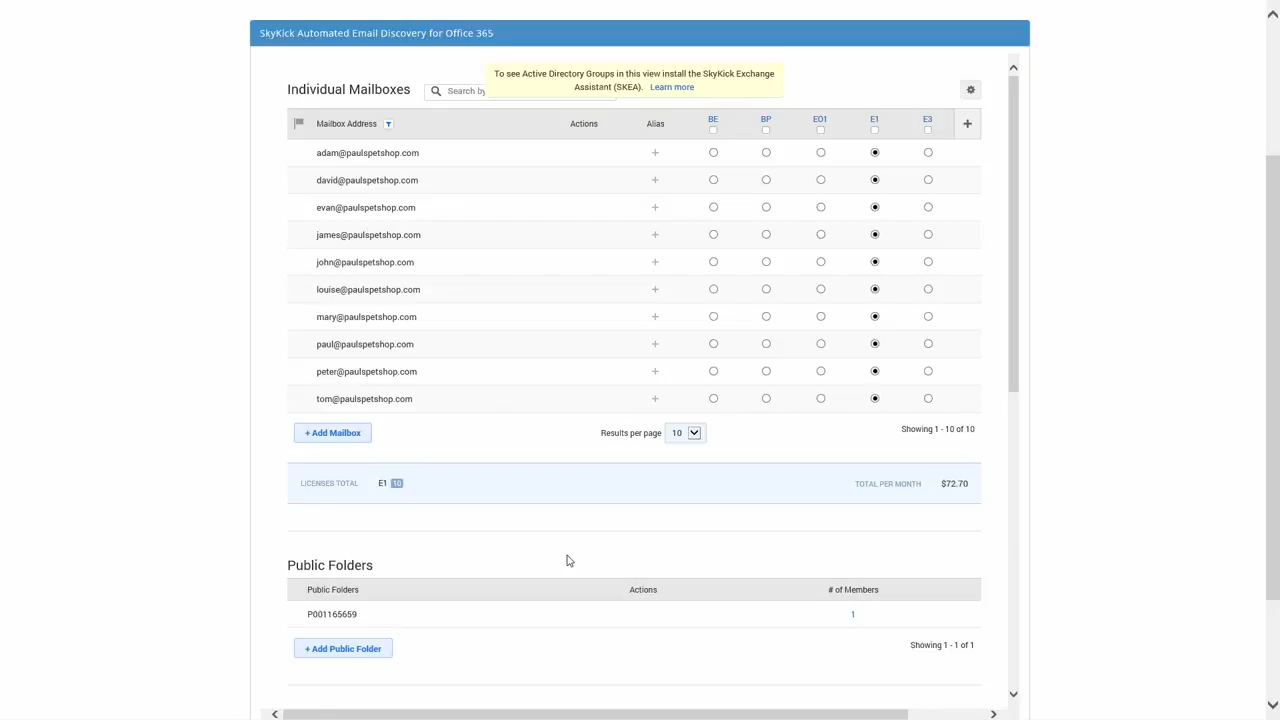 SkyKick Automated Email Discovery for Office 365
To see Active Directory Groups in this view install the SkyKick Exchange
Assistant (SKEA). Learn more
Individual Mailboxes
Search by
Mailbox Address Actions Alias BE BP EO1 E1 E3 +
adam@paulspetshop.com +
david@paulspetshop.com +
evan@paulspetshop.com +
james@paulspetshop.com +
john@paulspetshop.com +
louise@paulspetshop.com +
mary@paulspetshop.com +
paul@paulspetshop.com +
peter@paulspetshop.com +
tom@paulspetshop.com +
+ Add Mailbox Results per page 10 Showing 1 - 10 of 10
LICENSES TOTAL E1 10 TOTAL PER MONTH $72.70
Public Folders
Public Folders Actions # of Members
P001165659 1
+ Add Public Folder Showing 1 - 1 of 1